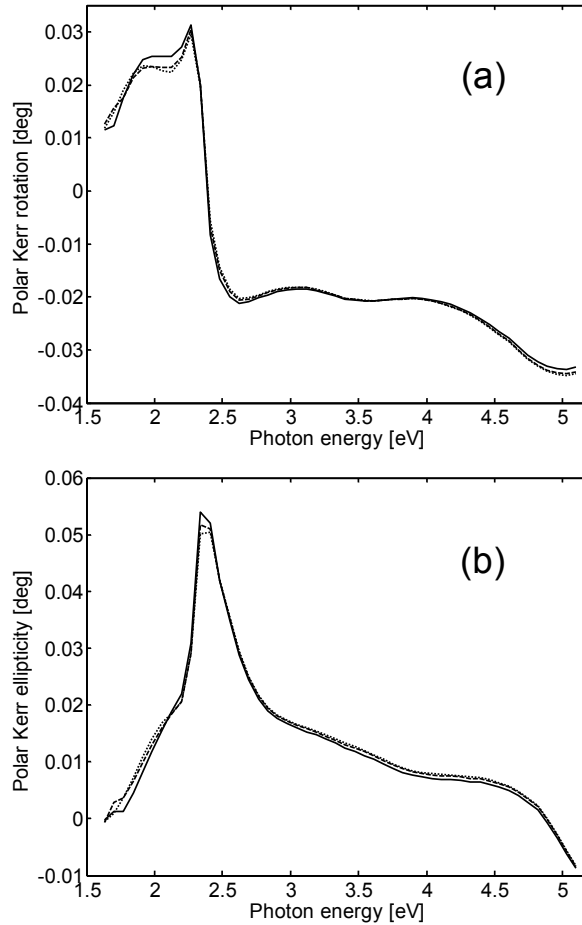 0.03
0.02
0.01
0
-0.01
-0.02
-0.03
-0.04
Polar Kerr rotation [deg]
(a)
1.5 2 2.5 3 3.5 4 4.5 5
Photon energy [eV]
0.06
0.05
0.04
0.03
0.02
0.01
0
-0.01
Polar Kerr ellipticity [deg]
(b)
1.5 2 2.5 3 3.5 4 4.5 5
Photon energy [eV]